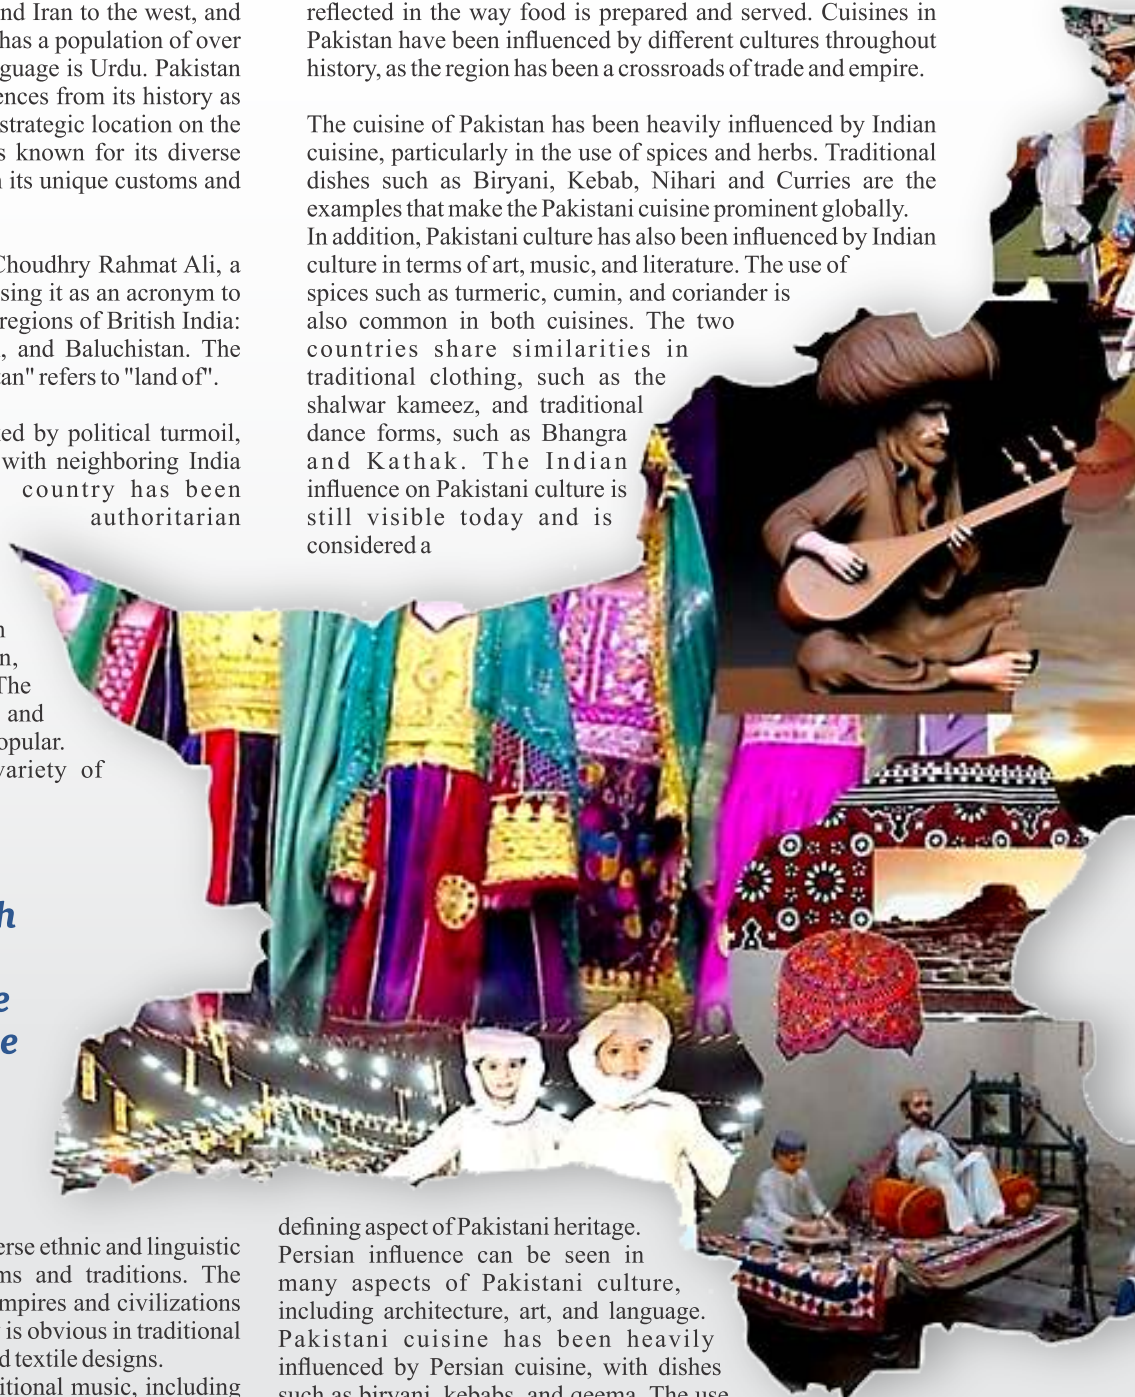 nd Iran to the west, and
has a population of over
guage is Urdu. Pakistan
ences from its history as
strategic location on the
s known for its diverse
its unique customs and
Choudhry Rahmat Ali, a
sing it as an acronym to
regions of British India:
, and Baluchistan. The
tan" refers to "land of".
ed by political turmoil,
with neighboring India
country has been
authoritarian
n
n,
The
and
opular.
variety of
h
e
e
erse ethnic and linguistic
ms and traditions. The
mpires and civilizations
is obvious in traditional
d textile designs.
itional music, including
reflected in the way food is prepared and served. Cuisines in
Pakistan have been influenced by different cultures throughout
history, as the region has been a crossroads of trade and empire.
The cuisine of Pakistan has been heavily influenced by Indian
cuisine, particularly in the use of spices and herbs. Traditional
dishes such as Biryani, Kebab, Nihari and Curries are the
examples that make the Pakistani cuisine prominent globally.
In addition, Pakistani culture has also been influenced by Indian
culture in terms of art, music, and literature. The use of
spices such as turmeric, cumin, and coriander is
also common in both cuisines. The two
countries share similarities in
traditional clothing, such as the
shalwar kameez, and traditional
dance forms, such as Bhangra
and Kathak. The Indian
influence on Pakistani culture is
still visible today and is
considered a
defining aspect of Pakistani heritage.
Persian influence can be seen in
many aspects of Pakistani culture,
including architecture, art, and language.
Pakistani cuisine has been heavily
influenced by Persian cuisine, with dishes
such as biryani, kebabs, and qeema. The use